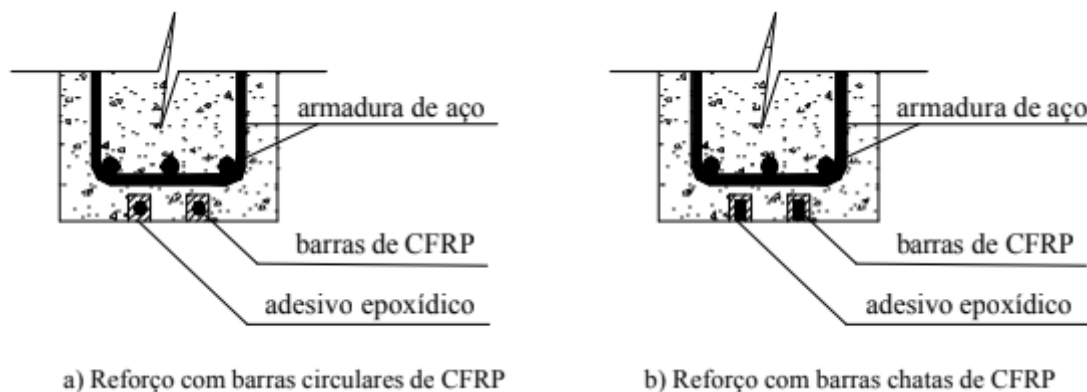 armadura de aço
barras de CFRP
adesivo epoxídico
a) Reforço com barras circulares de CFRP
armadura de aço
barras de CFRP
adesivo epoxídico
b) Reforço com barras chatas de CFRP